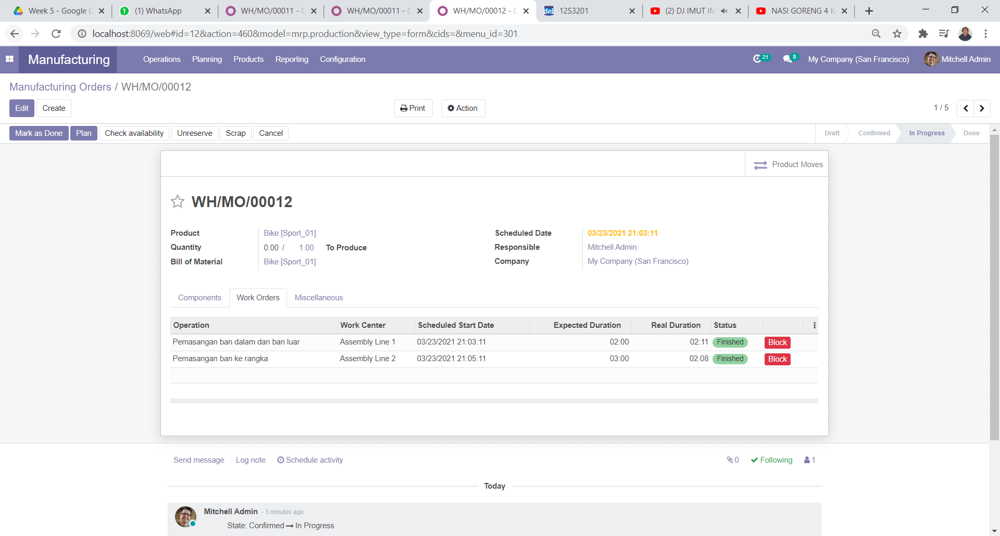 Week 5 - Google D
(1) WhatsApp
WH/MO/00011 - O
WH/MO/00011 - O
WH/MO/00012 - O
del 12S3201
(2) DJ IMUT IM
NASI GORENG 4 K
localhost:8069/web#id=12&action=460&model=mrp.production&view_type=form&cids=&menu_id=301
Manufacturing
Operations
Planning
Products
Reporting
Configuration
21
8
My Company (San Francisco)
Mitchell Admin
Manufacturing Orders / WH/MO/00012
Edit
Create
Print
Action
1 / 5
Mark as Done
Plan
Check availability
Unreserve
Scrap
Cancel
Draft
Confirmed
In Progress
Done
Product Moves
WH/MO/00012
Product Bike [Sport_01]
Quantity 0.00 / 1.00 To Produce
Bill of Material Bike [Sport_01]
Scheduled Date 03/23/2021 21:03:11
Responsible Mitchell Admin
Company My Company (San Francisco)
Components
Work Orders
Miscellaneous
Operation Work Center Scheduled Start Date Expected Duration Real Duration Status
Pemasangan ban dalam dan ban luar Assembly Line 1 03/23/2021 21:03:11 02:00 02:11 Finished Block
Pemasangan ban ke rangka Assembly Line 2 03/23/2021 21:05:11 03:00 02:08 Finished Block
Send message
Log note
Schedule activity
0
Following
1
Today
Mitchell Admin - 3 minutes ago
State: Confirmed → In Progress